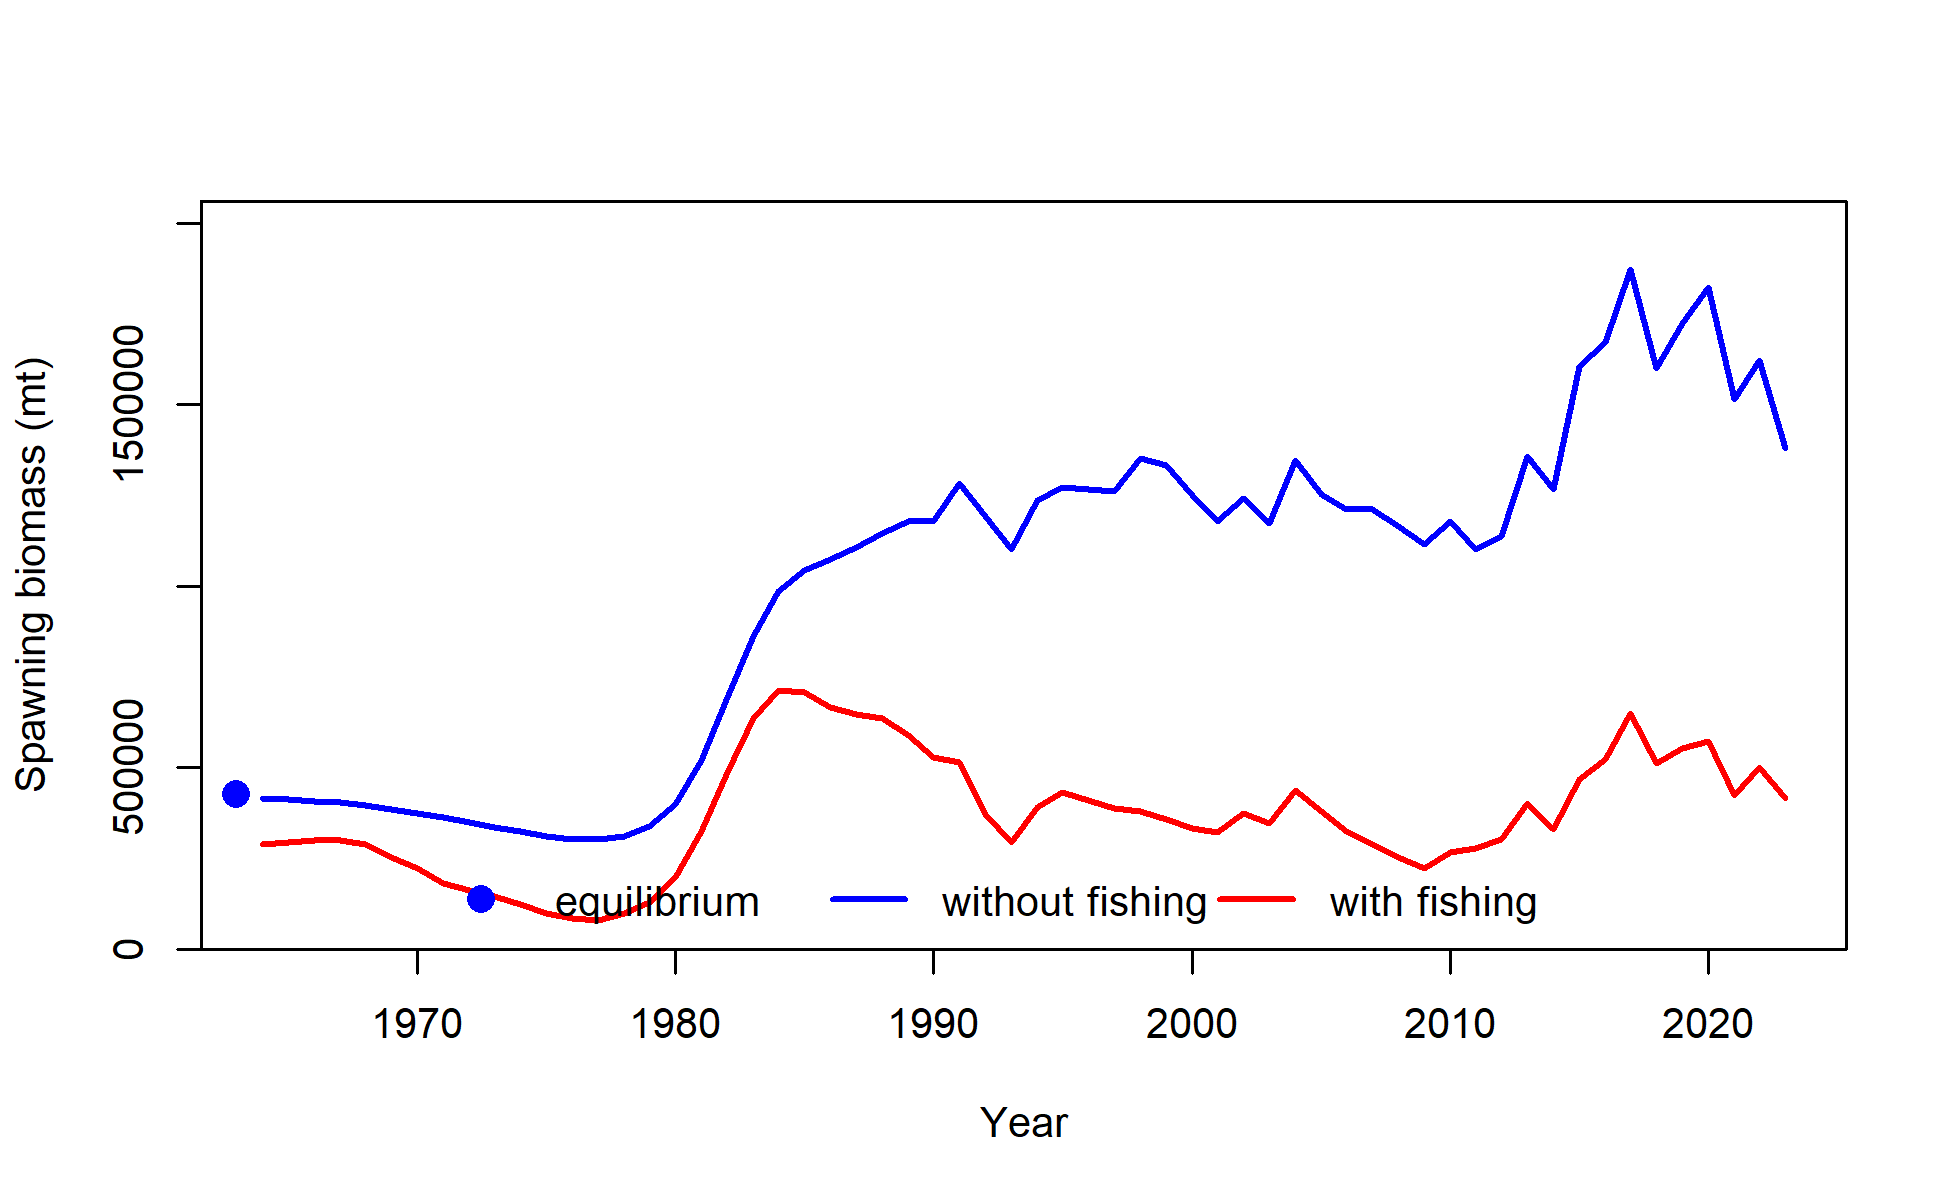 Spawning biomass (mt)
1500000
500000
0
equilibrium without fishing with fishing
1970 1980 1990 2000 2010 2020
Year